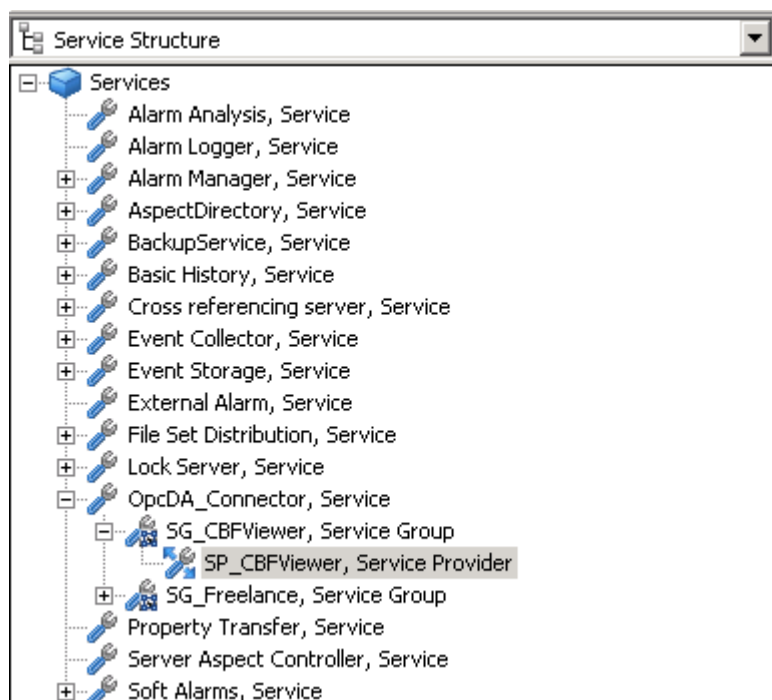 Service Structure
Services
Alarm Analysis, Service
Alarm Logger, Service
Alarm Manager, Service
AspectDirectory, Service
BackupService, Service
Basic History, Service
Cross referencing server, Service
Event Collector, Service
Event Storage, Service
External Alarm, Service
File Set Distribution, Service
Lock Server, Service
OpcDA_Connector, Service
SG_CBFViewer, Service Group
SP_CBFViewer, Service Provider
SG_Freelance, Service Group
Property Transfer, Service
Server Aspect Controller, Service
Soft Alarms, Service